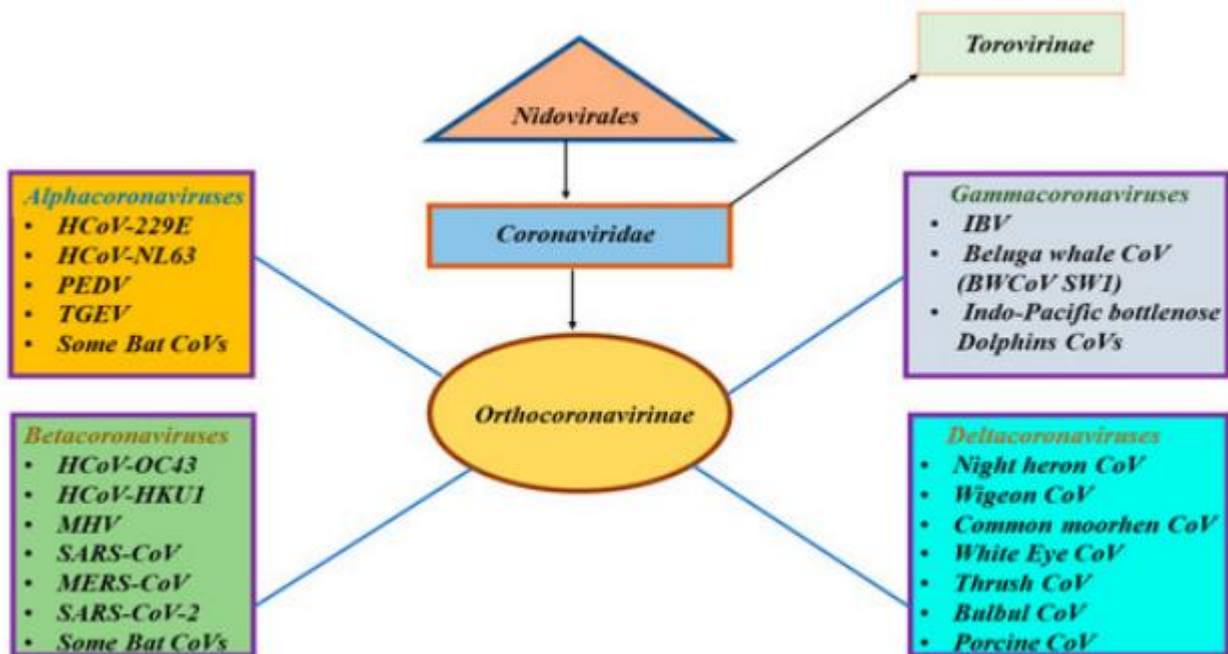 Torovirinae
Nidovirales
Coronaviridae
Orthocoronavirinae
Alphacoronaviruses
• HCoV-229E
• HCoV-NL63
• PEDV
• TGEV
• Some Bat CoVs
Betacoronaviruses
• HCoV-OC43
• HCoV-HKU1
• MHV
• SARS-CoV
• MERS-CoV
• SARS-CoV-2
• Some Bat CoVs
Gammacoronaviruses
• IBV
• Beluga whale CoV
(BWCoV SW1)
• Indo-Pacific bottlenose
Dolphins CoVs
Deltacoronaviruses
• Night heron CoV
• Wigeon CoV
• Common moorhen CoV
• White Eye CoV
• Thrush CoV
• Bulbul CoV
• Porcine CoV